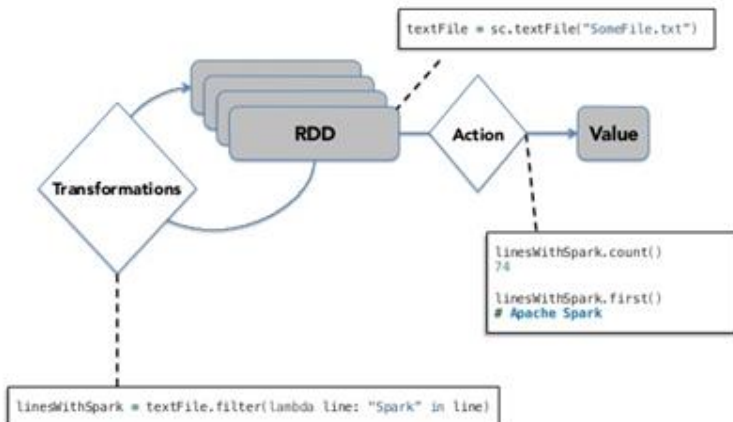 textFile = sc.textFile("SomeFile.txt")
RDD
Action
Value
Transformations
linesWithSpark.count()
74
linesWithSpark.first()
# Apache Spark
linesWithSpark = textFile.filter(lambda line: "Spark" in line)